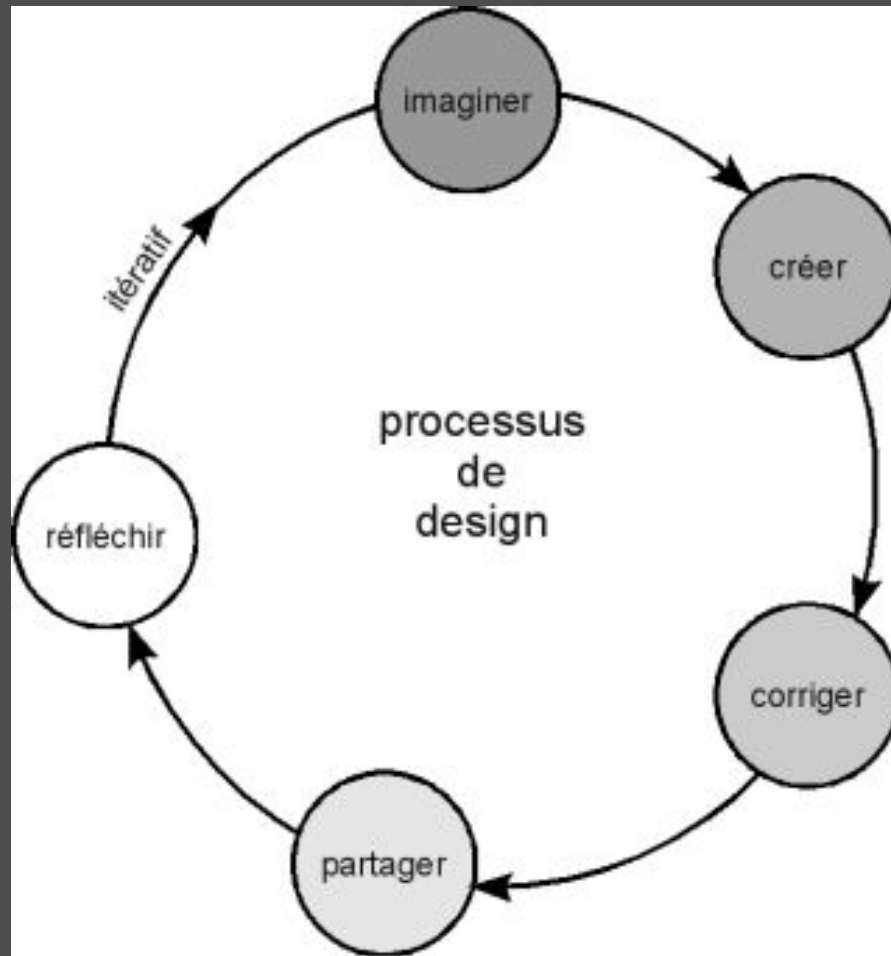 imaginer
créer
corriger
partager
réfléchir
itératif
processus
de
design